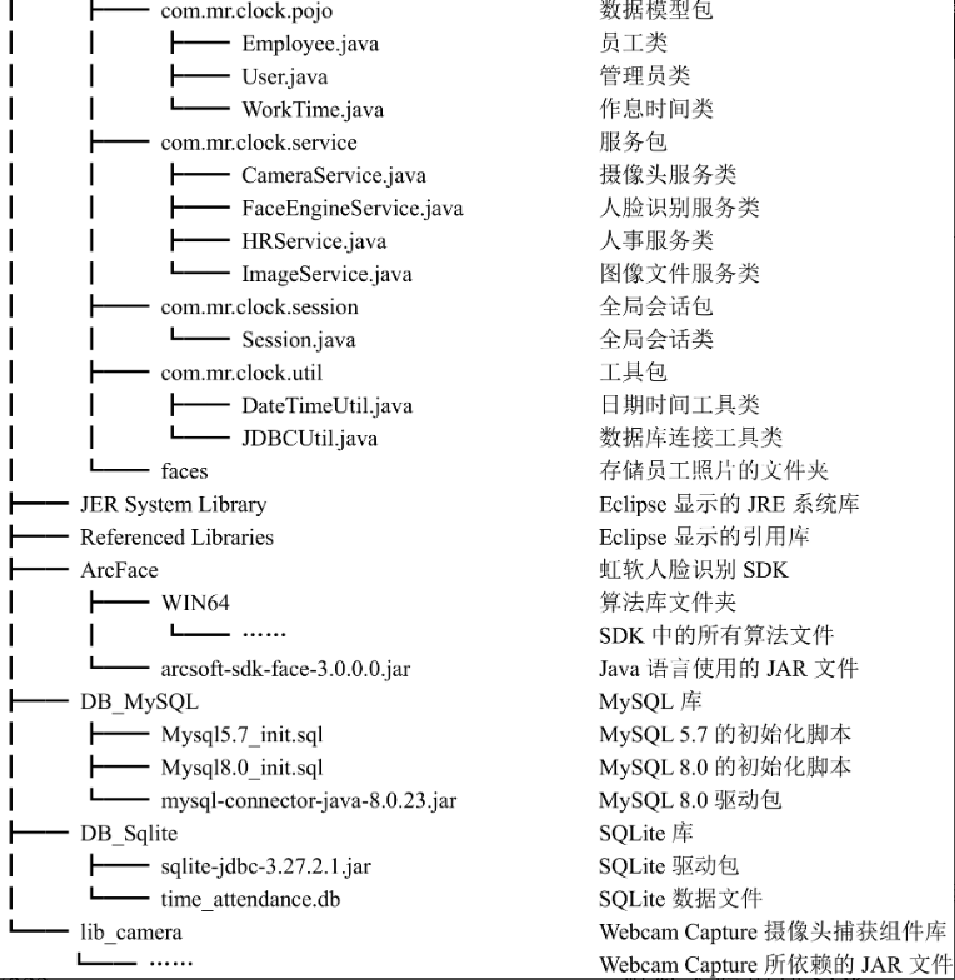 com.mr.clock.pojo 数据模型包
Employee.java 员工类
User.java 管理员类
WorkTime.java 作息时间类
com.mr.clock.service 服务包
CameraService.java 摄像头服务类
FaceEngineService.java 人脸识别服务类
HRService.java 人事服务类
ImageService.java 图像文件服务类
com.mr.clock.session 全局会话包
Session.java 全局会话类
com.mr.clock.util 工具包
DateTimeUtil.java 日期时间工具类
JDBCUtil.java 数据库连接工具类
faces 存储员工照片的文件夹
JER System Library Eclipse 显示的 JRE 系统库
Referenced Libraries Eclipse 显示的引用库
ArcFace 虹软人脸识别 SDK
WIN64 算法库文件夹
…… SDK 中的所有算法文件
arcsoft-sdk-face-3.0.0.0.jar Java 语言使用的 JAR 文件
DB_MySQL MySQL 库
Mysql5.7_init.sql MySQL 5.7 的初始化脚本
Mysql8.0_init.sql MySQL 8.0 的初始化脚本
mysql-connector-java-8.0.23.jar MySQL 8.0 驱动包
DB_Sqlite SQLite 库
sqlite-jdbc-3.27.2.1.jar SQLite 驱动包
time_attendance.db SQLite 数据文件
lib_camera Webcam Capture 摄像头捕获组件库
…… Webcam Capture 所依赖的 JAR 文件